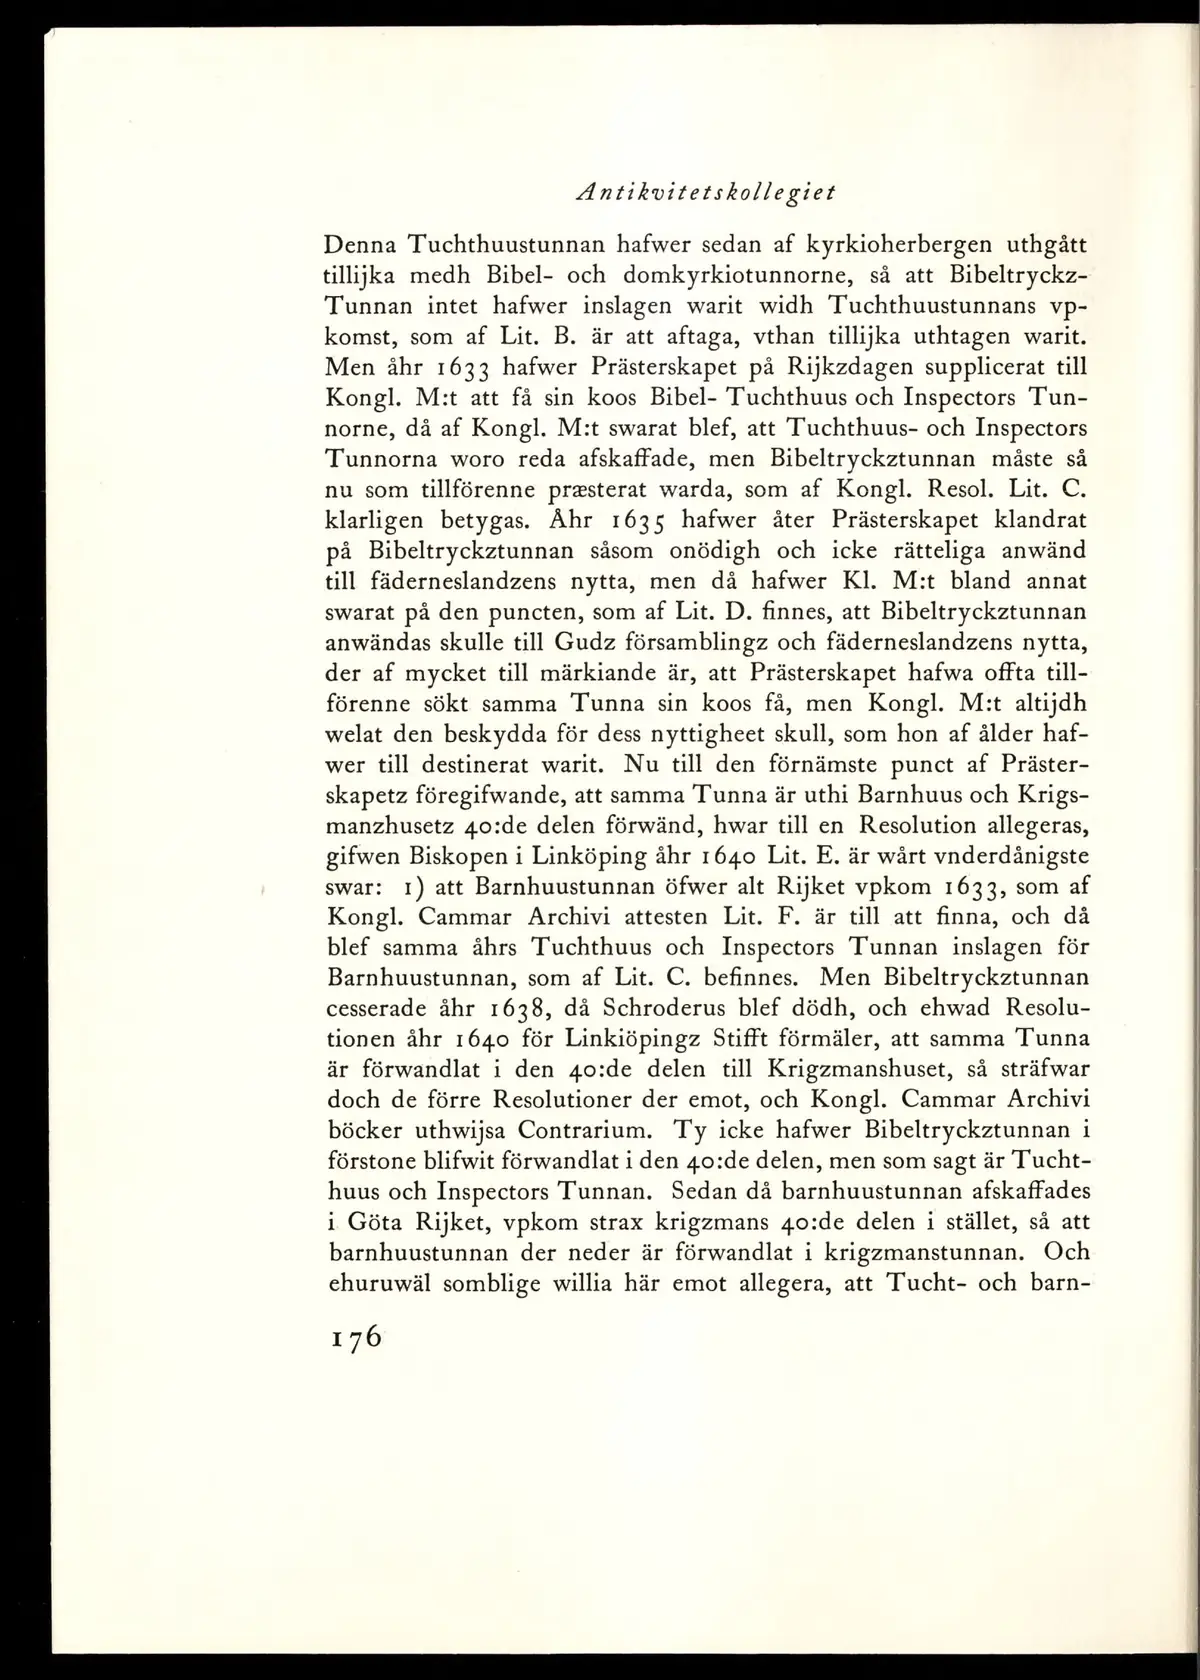 Antikvitetskollegiet
Denna Tuchthuustunnan hafwer sedan af kyrkioherbergen uthgått
tillijka medh Bibel- och domkyrkiotunnorne, så att Bibeltryckz-
Tunnan intet hafwer inslagen warit widh Tuchthuustunnans vp-
komst, som af Lit. B. är att aftaga, vthan tillijka uthtagen warit.
Men åhr 1633 hafwer Prästerskapet på Rijkzdagen supplicerat till
Kongl. M:t att få sin koos Bibel- Tuchthuus och Inspectors Tun-
norne, då af Kongl. M:t swarat blef, att Tuchthuus- och Inspectors
Tunnorna woro reda afskaffade, men Bibeltryckztunnan måste så
nu som tillförenne præsterat warda, som af Kongl. Resol. Lit. C.
klarligen betygas. Åhr 1635 hafwer åter Prästerskapet klandrat
på Bibeltryckztunnan såsom onödigh och icke rätteliga anwänd
till fäderneslandzens nytta, men då hafwer Kl. M:t bland annat
swarat på den puncten, som af Lit. D. finnes, att Bibeltryckztunnan
anwändas skulle till Gudz församblingz och fäderneslandzens nytta,
der af mycket till märkiande är, att Prästerskapet hafwa offta till-
förenne sökt samma Tunna sin koos få, men Kongl. M:t altijdh
welat den beskydda för dess nyttigheet skull, som hon af ålder haf-
wer till destinerat warit. Nu till den förnämste punct af Präster-
skapetz föregifwande, att samma Tunna är uthi Barnhuus och Krigs-
manzhusetz 40:de delen förwänd, hwar till en Resolution allegeras,
gifwen Biskopen i Linköping åhr 1640 Lit. E. är wårt vnderdånigste
swar: 1) att Barnhuustunnan öfwer alt Rijket vpkom 1633, som af
Kongl. Cammar Archivi attesten Lit. F. är till att finna, och då
blef samma åhrs Tuchthuus och Inspectors Tunnan inslagen för
Barnhuustunnan, som af Lit. C. befinnes. Men Bibeltryckztunnan
cesserade åhr 1638, då Schroderus blef dödh, och ehwad Resolu-
tionen åhr 1640 för Linkiöpingz Stifft förmäler, att samma Tunna
är förwandlat i den 40:de delen till Krigzmanshuset, så sträfwar
doch de förre Resolutioner der emot, och Kongl. Cammar Archivi
böcker uthwijsa Contrarium. Ty icke hafwer Bibeltryckztunnan i
förstone blifwit förwandlat i den 40:de delen, men som sagt är Tucht-
huus och Inspectors Tunnan. Sedan då barnhuustunnan afskaffades
i Göta Rijket, vpkom strax krigzmans 40:de delen i stället, så att
barnhuustunnan der neder är förwandlat i krigzmanstunnan. Och
ehuruwäl somblige willia här emot allegera, att Tucht- och barn-
176